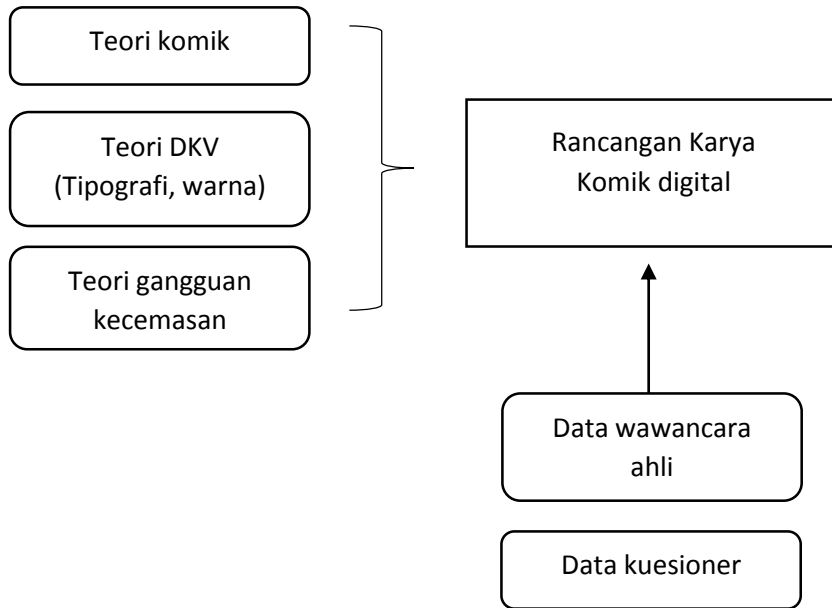 Teori komik
Teori DKV
(Tipografi, warna)
Teori gangguan
kecemasan
Rancangan Karya
Komik digital
Data wawancara
ahli
Data kuesioner